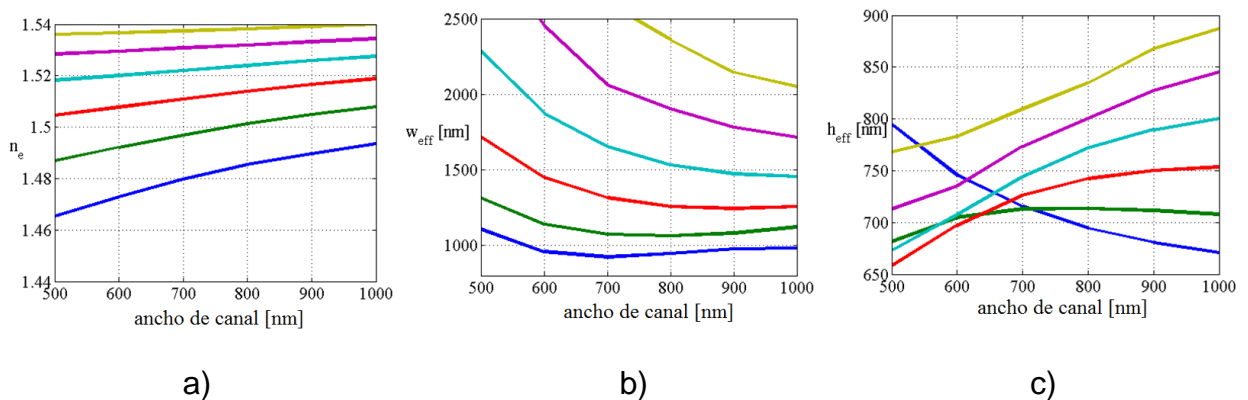 1.54
1.52
1.5
1.48
1.46
1.44
n_e
500 600 700 800 900 1000
ancho de canal [nm]
a)
2500
2000
1500
1000
w_eff [nm]
500 600 700 800 900 1000
ancho de canal [nm]
b)
900
850
800
750
700
650
h_eff [nm]
500 600 700 800 900 1000
ancho de canal [nm]
c)